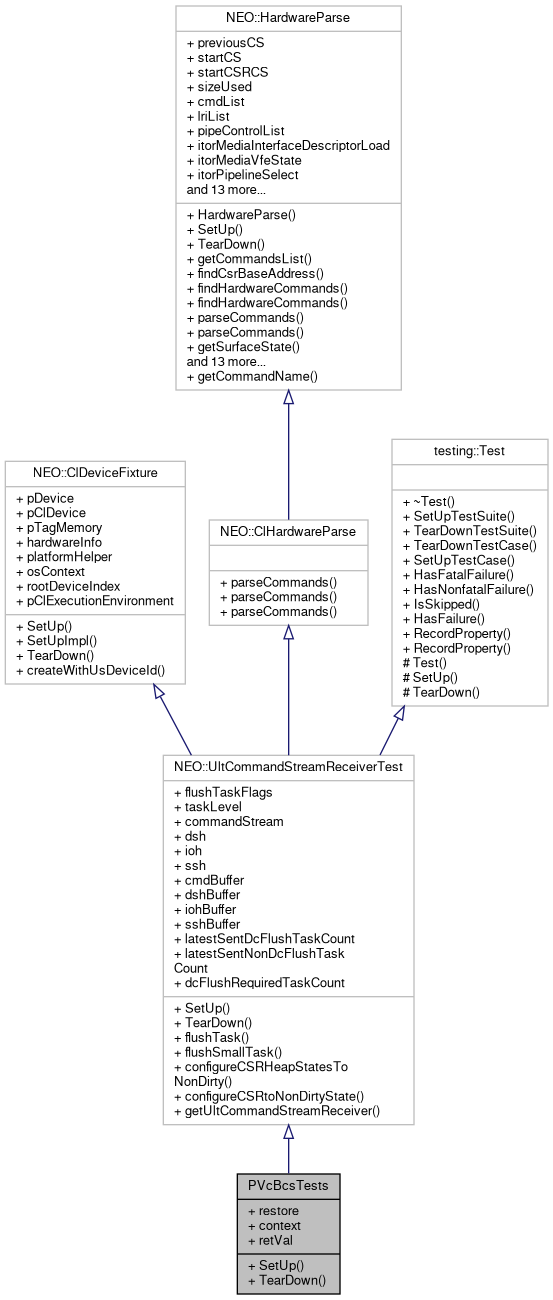 NEO::HardwareParse
+ previousCS
+ startCS
+ startCSRCS
+ sizeUsed
+ cmdList
+ lriList
+ pipeControlList
+ itorMediaInterfaceDescriptorLoad
+ itorMediaVfeState
+ itorPipelineSelect
and 13 more...
+ HardwareParse()
+ SetUp()
+ TearDown()
+ getCommandsList()
+ findCsrBaseAddress()
+ findHardwareCommands()
+ findHardwareCommands()
+ parseCommands()
+ parseCommands()
+ getSurfaceState()
and 13 more...
+ getCommandName()
NEO::ClDeviceFixture
+ pDevice
+ pClDevice
+ pTagMemory
+ hardwareInfo
+ platformHelper
+ osContext
+ rootDeviceIndex
+ pClExecutionEnvironment
+ SetUp()
+ SetUpImpl()
+ TearDown()
+ createWithUsDeviceId()
NEO::ClHardwareParse
+ parseCommands()
+ parseCommands()
+ parseCommands()
testing::Test
+ ~Test()
+ SetUpTestSuite()
+ TearDownTestSuite()
+ TearDownTestCase()
+ SetUpTestCase()
+ HasFatalFailure()
+ HasNonfatalFailure()
+ IsSkipped()
+ HasFailure()
+ RecordProperty()
+ RecordProperty()
# Test()
# SetUp()
# TearDown()
NEO::UltCommandStreamReceiverTest
+ flushTaskFlags
+ taskLevel
+ commandStream
+ dsh
+ ioh
+ ssh
+ cmdBuffer
+ dshBuffer
+ iohBuffer
+ sshBuffer
+ latestSentDcFlushTaskCount
+ latestSentNonDcFlushTask
Count
+ dcFlushRequiredTaskCount
+ SetUp()
+ TearDown()
+ flushTask()
+ flushSmallTask()
+ configureCSRHeapStatesTo
NonDirty()
+ configureCSRtoNonDirtyState()
+ getUltCommandStreamReceiver()
PVcBcsTests
+ restore
+ context
+ retVal
+ SetUp()
+ TearDown()